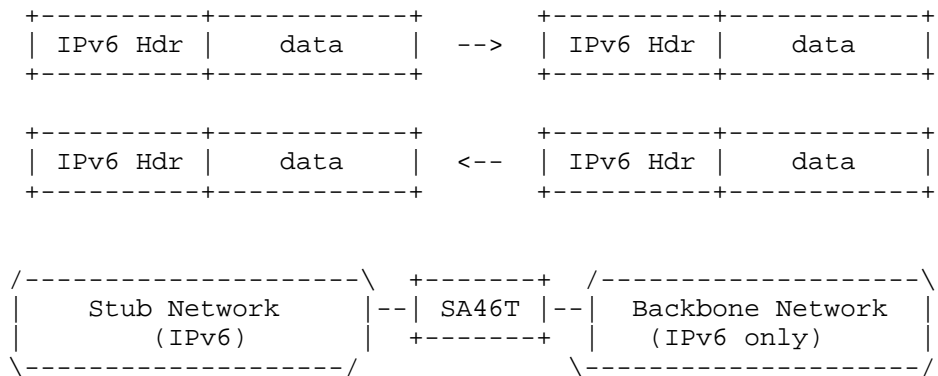 +----------+------------+       +----------+------------+
| IPv6 Hdr |    data    |  -->  | IPv6 Hdr |    data    |
+----------+------------+       +----------+------------+
+----------+------------+       +----------+------------+
| IPv6 Hdr |    data    |  <--  | IPv6 Hdr |    data    |
+----------+------------+       +----------+------------+
/--------------------\   +-------+   /--------------------\
|    Stub Network     |--| SA46T |--|  Backbone Network   |
|       (IPv6)        |  +-------+  |   (IPv6 only)       |
\--------------------/               \--------------------/